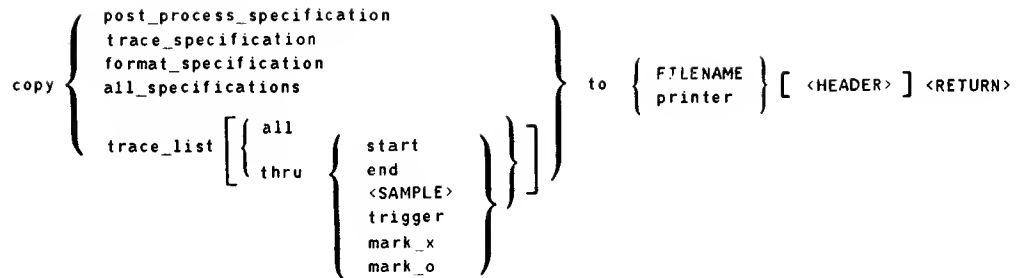 post_process_specification
trace_specification
format_specification
copy all_specifications to { FILENAME printer } [ <HEADER> ] <RETURN>
trace_list [ { all
thru { start
end
<SAMPLE>
trigger
mark_x
mark_o